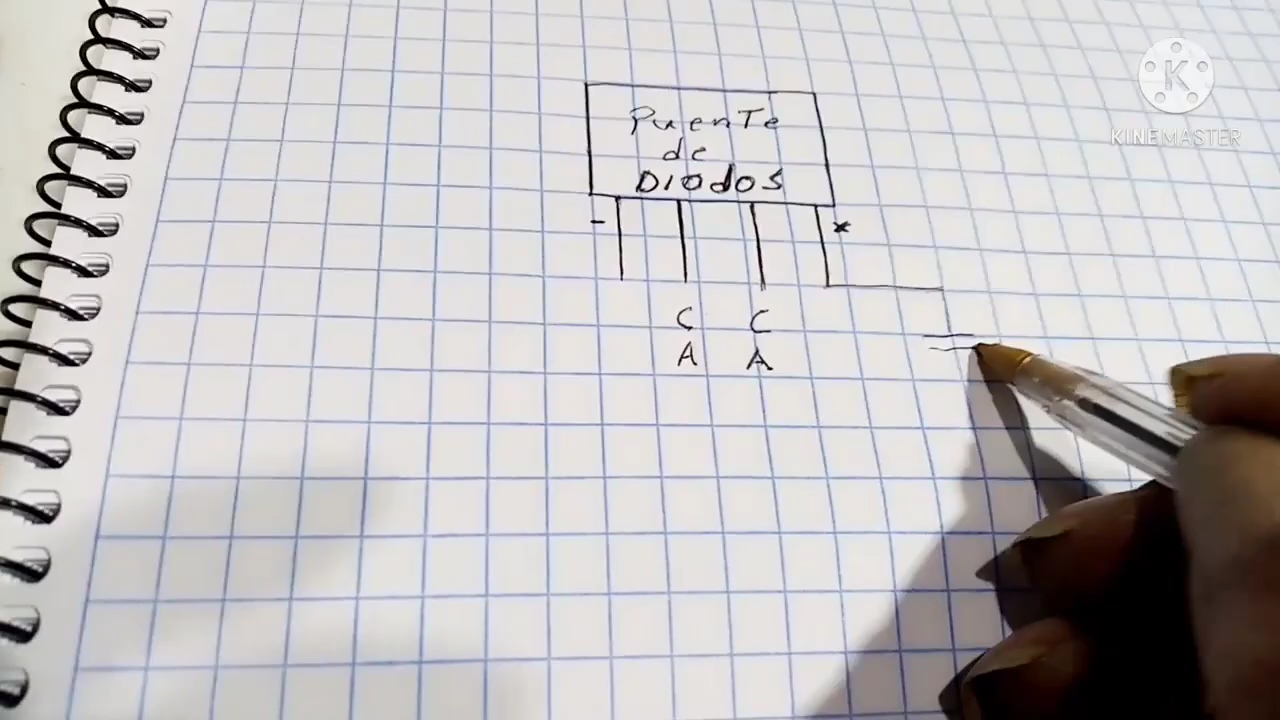 K
KINEMASTER
PuenTe
de
DIOdOS
- +
C C
A A